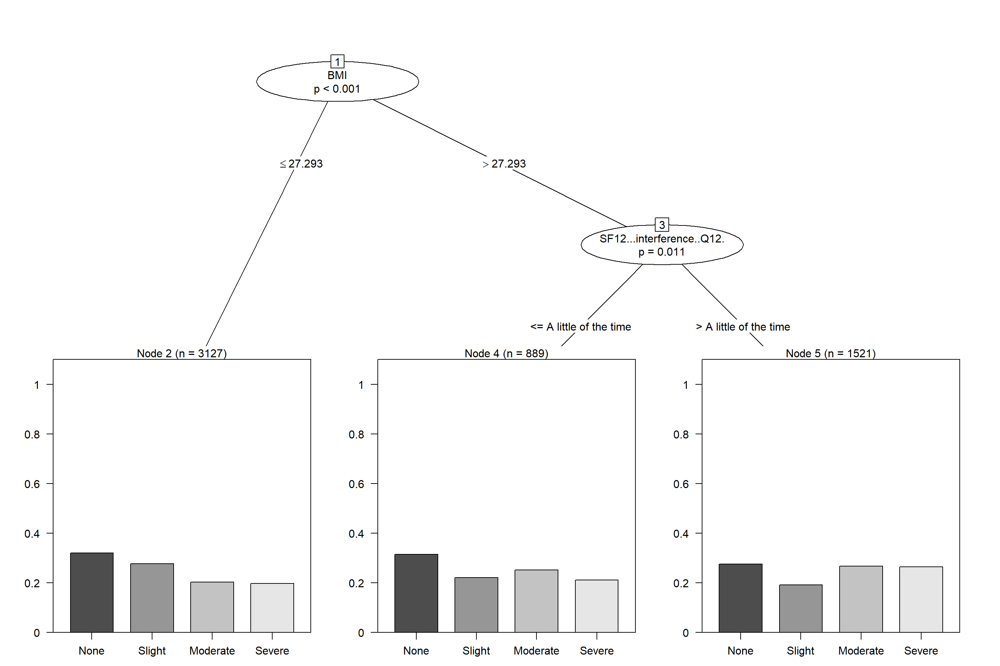 1
BMI
p < 0.001
≤ 27.293
> 27.293
3
SF12...interference..Q12.
p = 0.011
<= A little of the time
> A little of the time
Node 2 (n = 3127)
1
0.8
0.6
0.4
0.2
0
None Slight Moderate Severe
Node 4 (n = 889)
1
0.8
0.6
0.4
0.2
0
None Slight Moderate Severe
Node 5 (n = 1521)
1
0.8
0.6
0.4
0.2
0
None Slight Moderate Severe